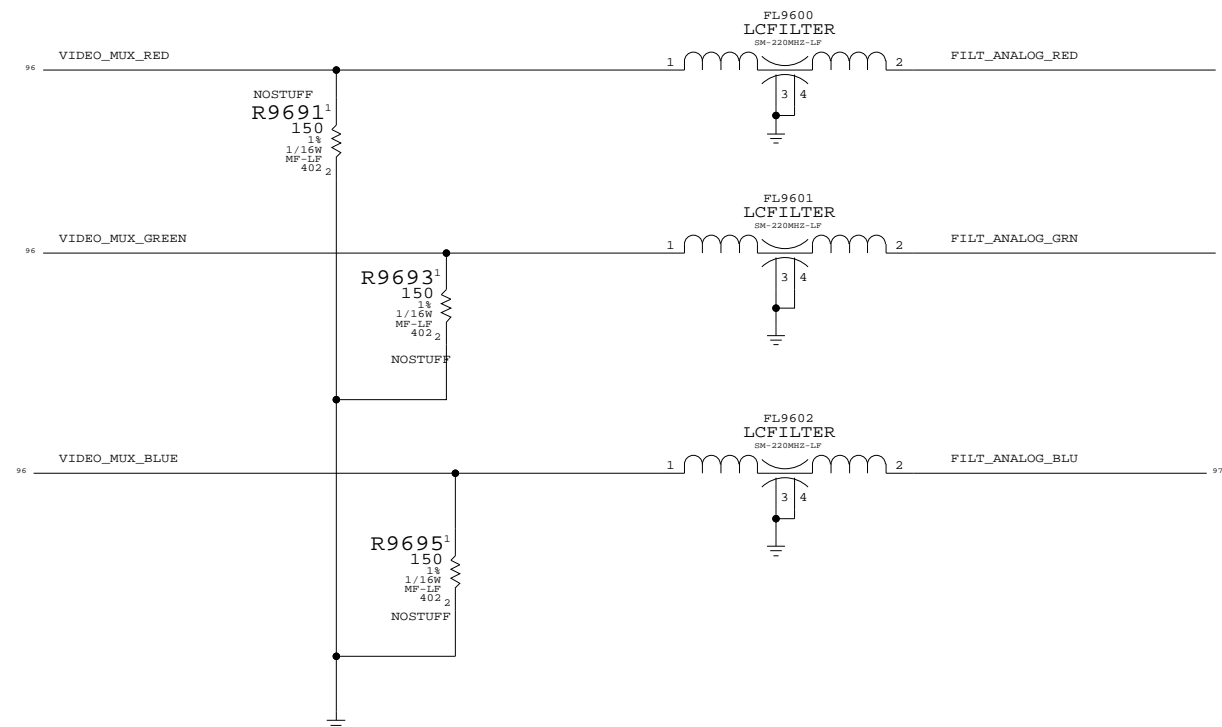 FL9600
LCFILTER
SM-220MHZ-LF
96 VIDEO_MUX_RED
1 2
FILT_ANALOG_RED
3 4
NOSTUFF
R9691 1
150
1%
1/16W
MF-LF
402 2
FL9601
LCFILTER
SM-220MHZ-LF
96 VIDEO_MUX_GREEN
1 2
FILT_ANALOG_GRN
3 4
R9693 1
150
1%
1/16W
MF-LF
402 2
NOSTUFF
FL9602
LCFILTER
SM-220MHZ-LF
96 VIDEO_MUX_BLUE
1 2
FILT_ANALOG_BLU
97
3 4
R9695 1
150
1%
1/16W
MF-LF
402 2
NOSTUFF